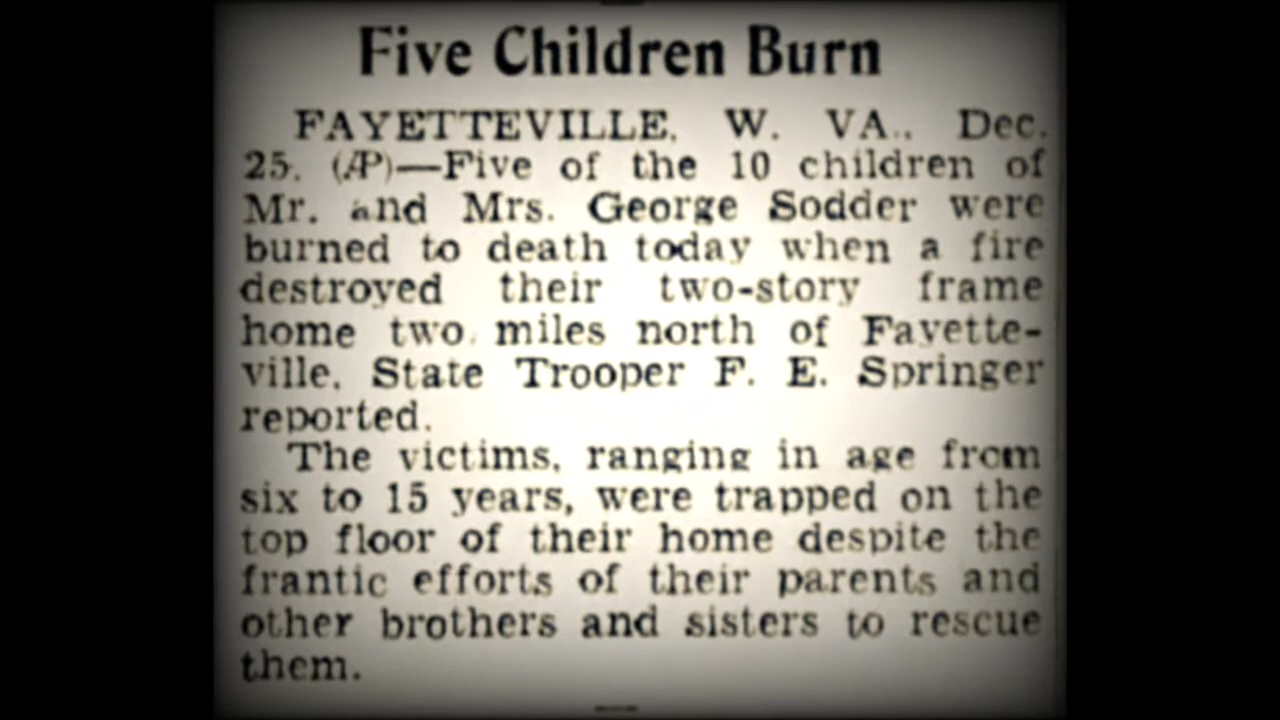 Five Children Burn
FAYETTEVILLE, W. VA., Dec.
25. (AP)—Five of the 10 children of
Mr. and Mrs. George Sodder were
burned to death today when a fire
destroyed their two-story frame
home two miles north of Fayette-
ville, State Trooper F. E. Springer
reported.
The victims, ranging in age from
six to 15 years, were trapped on the
top floor of their home despite the
frantic efforts of their parents and
other brothers and sisters to rescue
them.